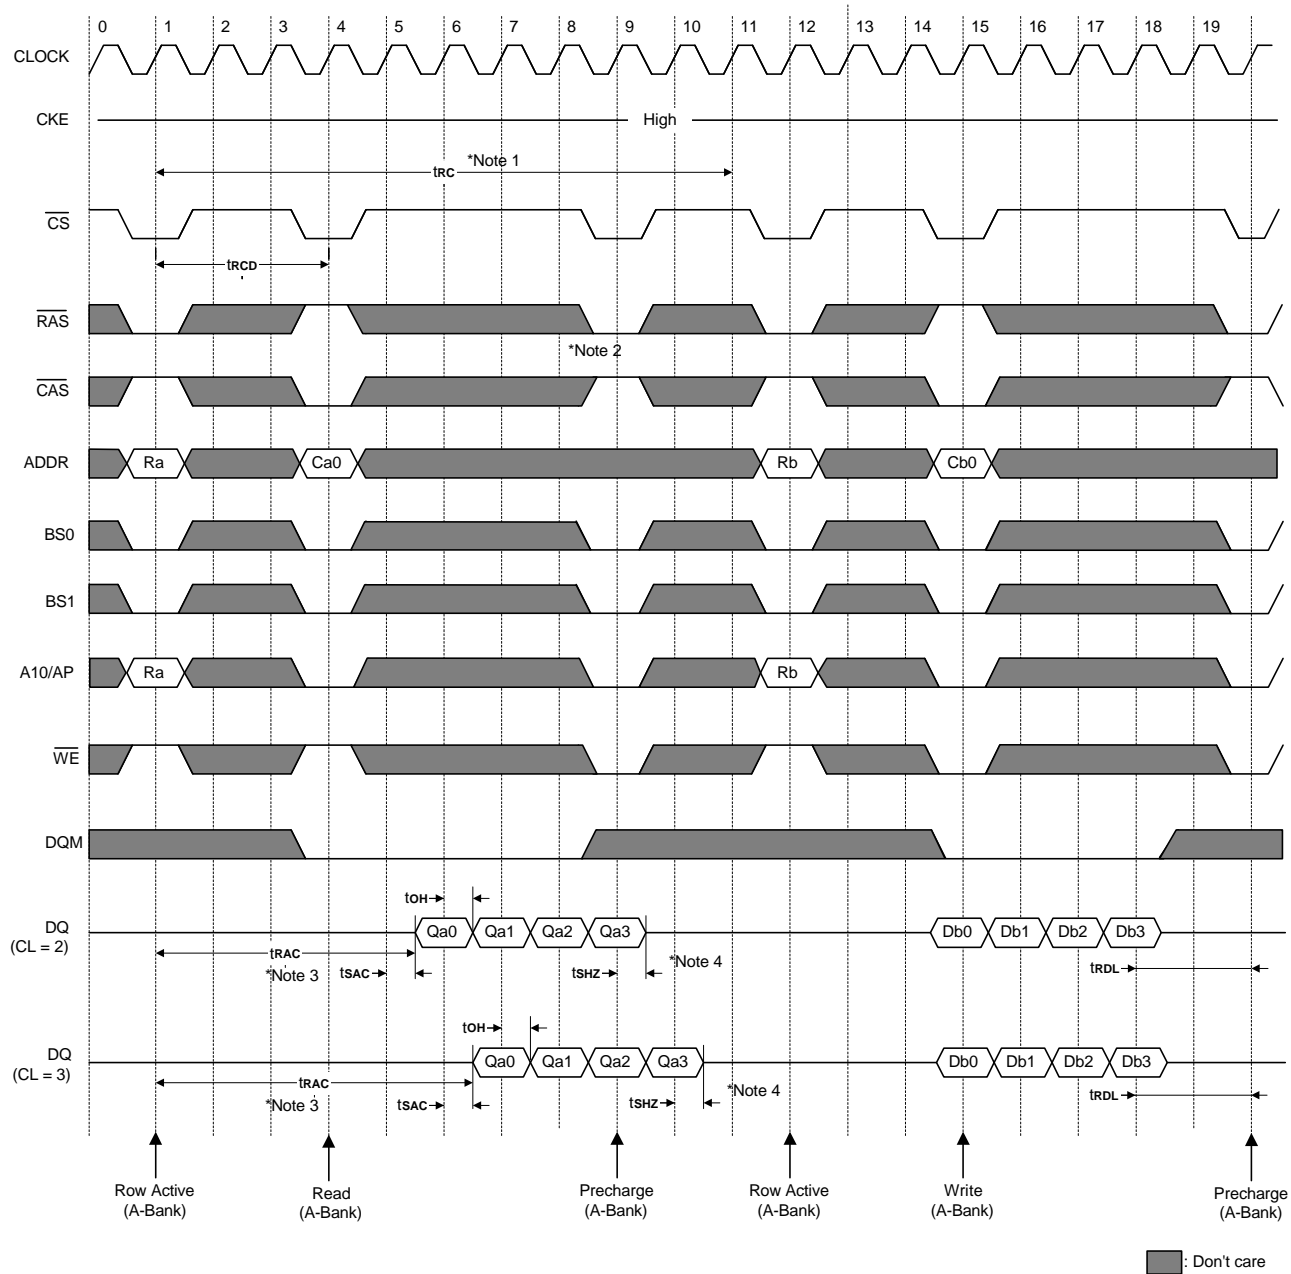 0 1 2 3 4 5 6 7 8 9 10 11 12 13 14 15 16 17 18 19
CLOCK
CKE High
*Note 1
tRC
CS
tRCD
RAS
*Note 2
CAS
ADDR Ra Ca0 Rb Cb0
BS0
BS1
A10/AP Ra Rb
WE
DQM
tOH
DQ
(CL = 2)
Qa0 Qa1 Qa2 Qa3 Db0 Db1 Db2 Db3
tRAC
*Note 3 tSAC tSHZ *Note 4 tRDL
tOH
DQ
(CL = 3)
Qa0 Qa1 Qa2 Qa3 Db0 Db1 Db2 Db3
tRAC
*Note 3 tSAC tSHZ *Note 4 tRDL
Row Active
(A-Bank)
Read
(A-Bank)
Precharge
(A-Bank)
Row Active
(A-Bank)
Write
(A-Bank)
Precharge
(A-Bank)
: Don't care